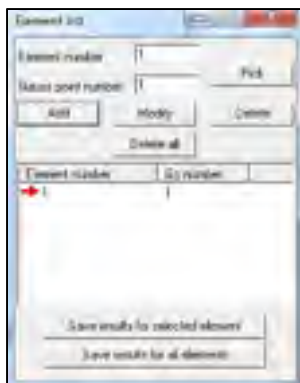 Element list
Element number 1
Gauss point number 1
Pick
Add Modify Delete
Delete all
Element number Gp number
1 1
Save results for selected element
Save results for all elements